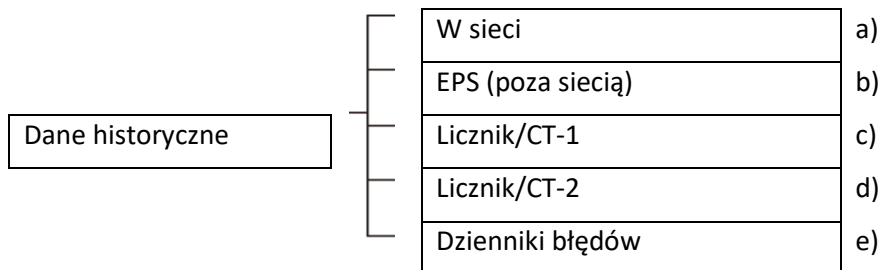 W sieci a)
EPS (poza siecią) b)
Dane historyczne
Licznik/CT-1 c)
Licznik/CT-2 d)
Dzienniki błędów e)